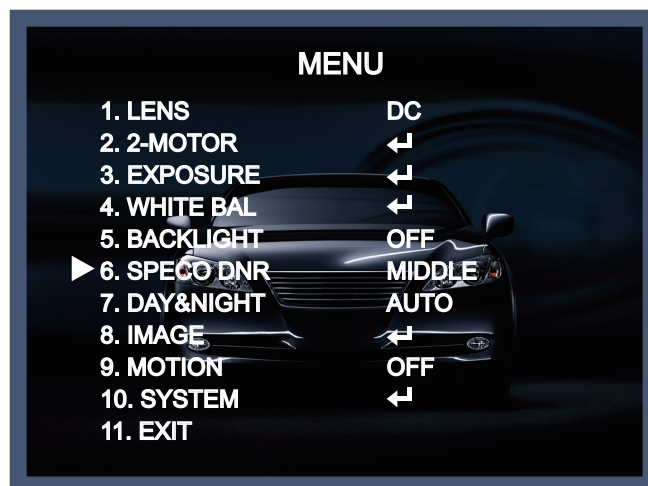 MENU
1. LENS DC
2. 2-MOTOR ↵
3. EXPOSURE ↵
4. WHITE BAL ↵
5. BACKLIGHT OFF
▶ 6. SPECO DNR MIDDLE
7. DAY&NIGHT AUTO
8. IMAGE ↵
9. MOTION OFF
10. SYSTEM ↵
11. EXIT